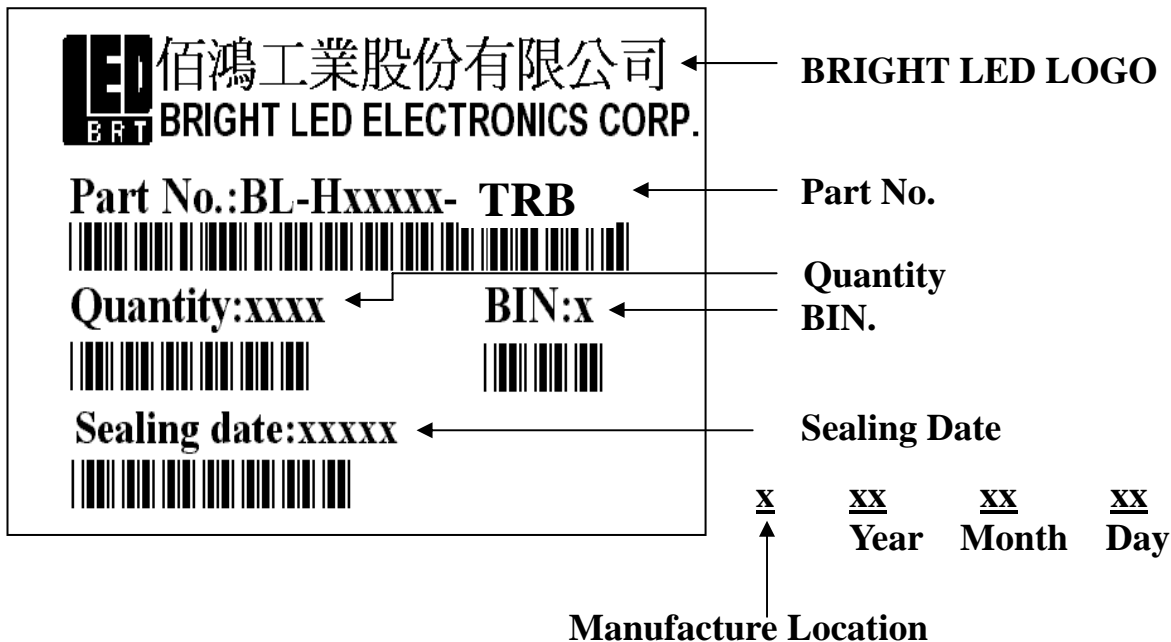 佰鴻工業股份有限公司
BRIGHT LED ELECTRONICS CORP.
LED
BRT
BRIGHT LED LOGO
Part No.:BL-Hxxxxx- TRB
Part No.
Quantity:xxxx
BIN:x
Quantity
BIN.
Sealing date:xxxxx
Sealing Date
x xx xx xx
Year Month Day
Manufacture Location